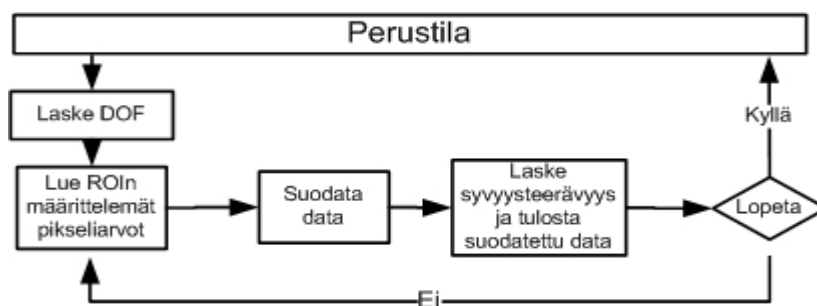 Perustila
Laske DOF
Kyllä
Lue ROIn
määrittelemät
pikseliarvot
Suodata
data
Laske
syvyysteerävyys
ja tulosta
suodatettu data
Lopeta
Ei